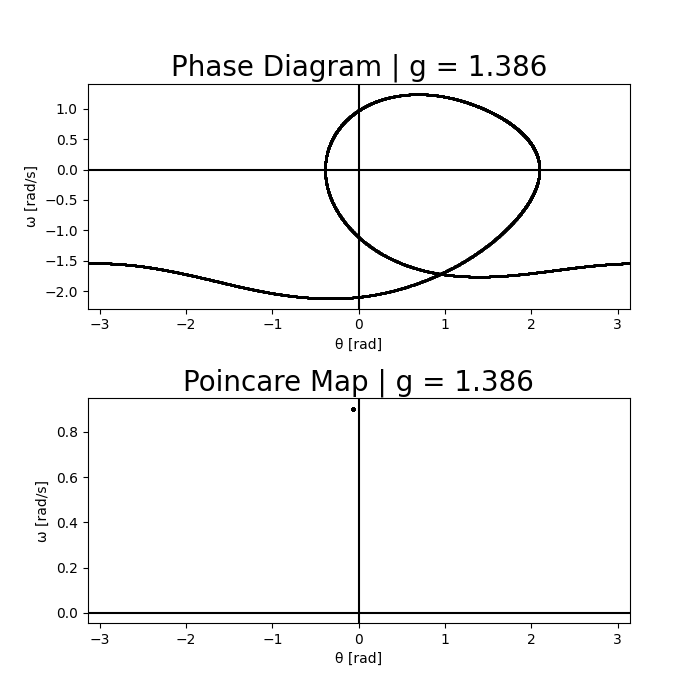 Phase Diagram | g = 1.386
1.0
0.5
0.0
−0.5
−1.0
−1.5
−2.0
ω [rad/s]
−3 −2 −1 0 1 2 3
θ [rad]
Poincare Map | g = 1.386
0.8
0.6
0.4
0.2
0.0
ω [rad/s]
−3 −2 −1 0 1 2 3
θ [rad]